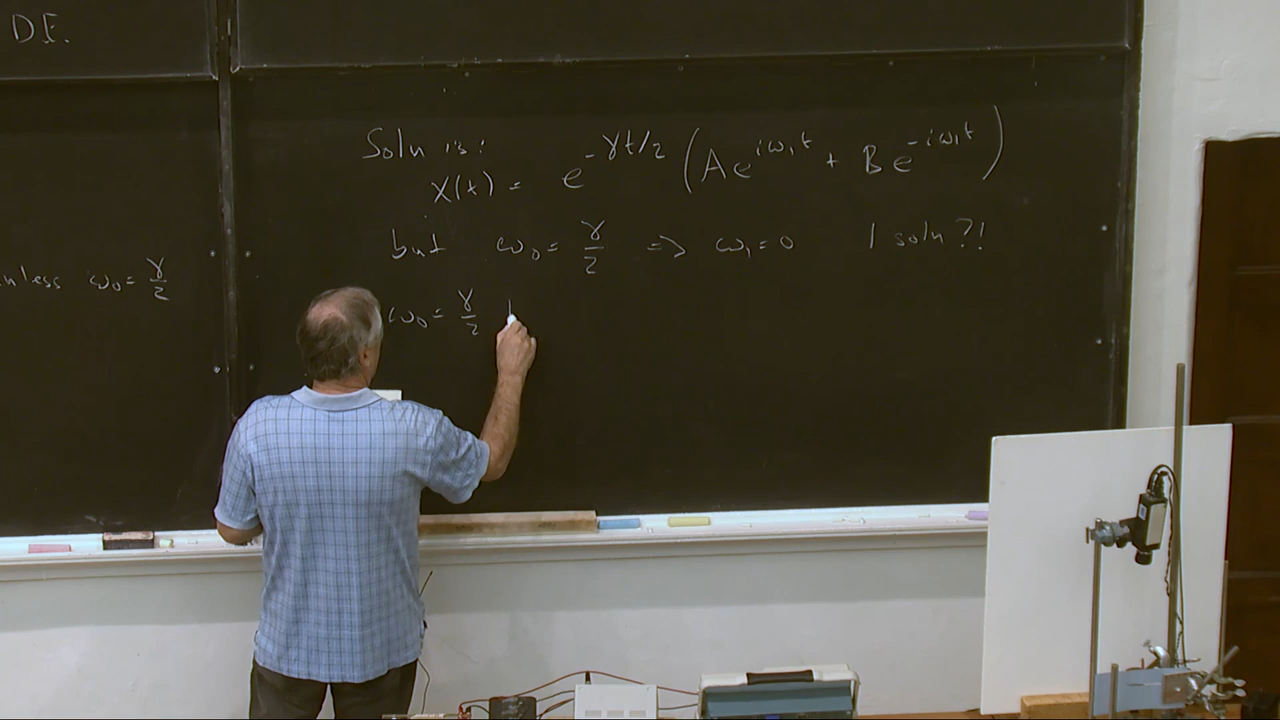 D.E.
Soln is:
x(t) = e^{-γt/2} (Ae^{iω₁t} + Be^{-iω₁t})
but ω₀ = γ/2 => ω₁ = 0 1 soln ?!
nless ω₀ = γ/2
ω₀ = γ/2